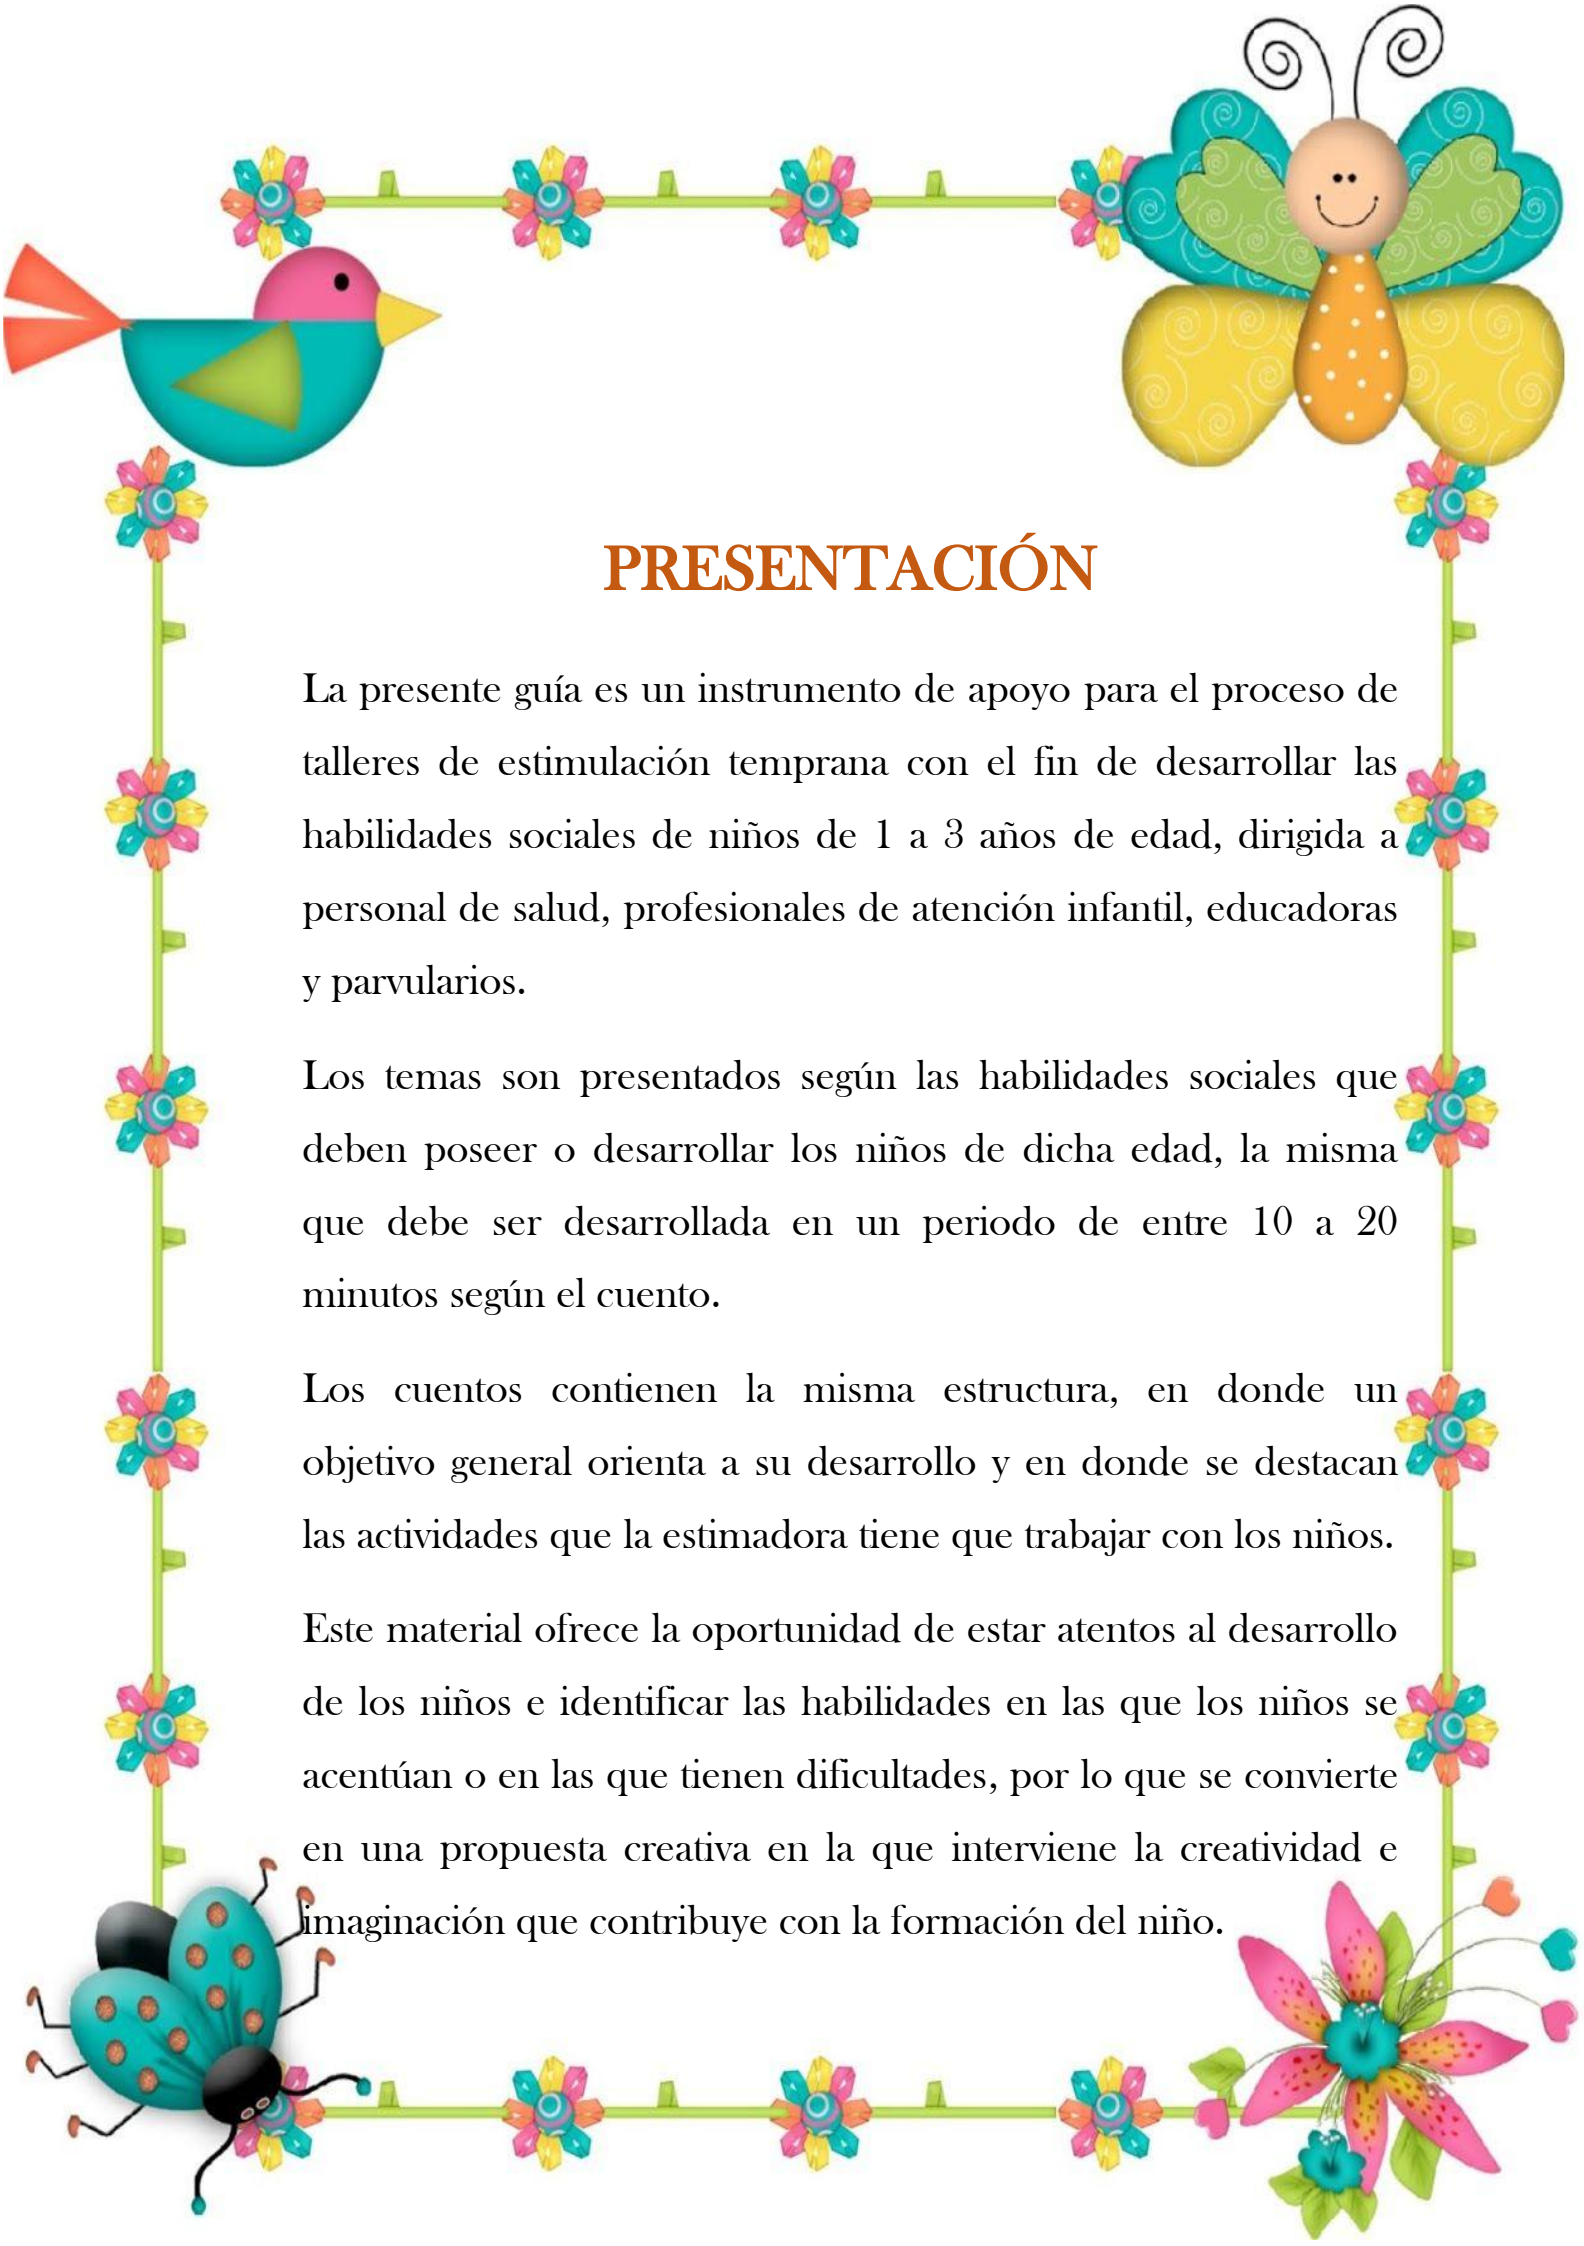 PRESENTACIÓN
La presente guía es un instrumento de apoyo para el proceso de
talleres de estimulación temprana con el fin de desarrollar las
habilidades sociales de niños de 1 a 3 años de edad, dirigida a
personal de salud, profesionales de atención infantil, educadoras
y parvularios.
Los temas son presentados según las habilidades sociales que
deben poseer o desarrollar los niños de dicha edad, la misma
que debe ser desarrollada en un periodo de entre 10 a 20
minutos según el cuento.
Los cuentos contienen la misma estructura, en donde un
objetivo general orienta a su desarrollo y en donde se destacan
las actividades que la estimadora tiene que trabajar con los niños.
Este material ofrece la oportunidad de estar atentos al desarrollo
de los niños e identificar las habilidades en las que los niños se
acentúan o en las que tienen dificultades, por lo que se convierte
en una propuesta creativa en la que interviene la creatividad e
imaginación que contribuye con la formación del niño.